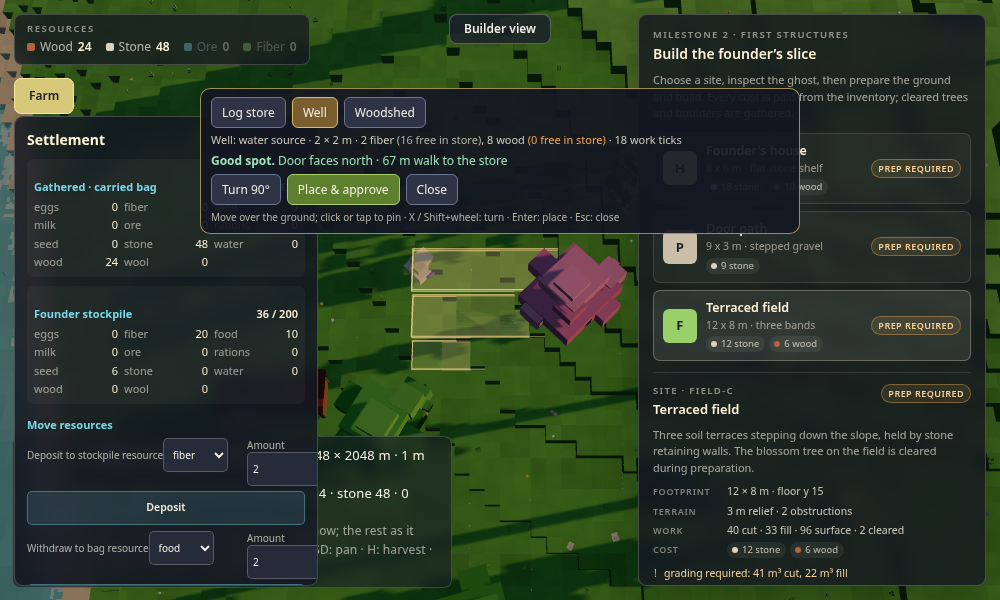 RESOURCES
Wood 24 Stone 48 Ore 0 Fiber 0
Builder view
Farm
Settlement
Gathered · carried bag
eggs 0 fiber
milk 0 ore
seed 0 stone 48 water 0
wood 24 wool 0
Founder stockpile 36 / 200
eggs 0 fiber 20 food 10
milk 0 ore 0 rations 0
seed 6 stone 0 water 0
wood 0 wool 0
Move resources
Deposit to stockpile resource fiber Amount 2
Deposit
Withdraw to bag resource food Amount 2
Log store Well Woodshed
Well: water source · 2 × 2 m · 2 fiber (16 free in store), 8 wood (0 free in store) · 18 work ticks
Good spot. Door faces north · 67 m walk to the store
Turn 90° Place & approve Close
Move over the ground; click or tap to pin · X / Shift+wheel: turn · Enter: place · Esc: close
48 × 2048 m · 1 m
4 · stone 48 · 0
ow; the rest as it
SD: pan · H: harvest ·
MILESTONE 2 · FIRST STRUCTURES
Build the founder's slice
Choose a site, inspect the ghost, then prepare the ground
and build. Every cost is paid from the inventory; cleared trees
and boulders are gathered.
H Founder's house
shelf
wood
PREP REQUIRED
P Door path
9 x 3 m · stepped gravel
9 stone
PREP REQUIRED
F Terraced field
12 x 8 m · three bands
12 stone 6 wood
PREP REQUIRED
SITE · FIELD-C
Terraced field
PREP REQUIRED
Three soil terraces stepping down the slope, held by stone
retaining walls. The blossom tree on the field is cleared
during preparation.
FOOTPRINT 12 × 8 m · floor y 15
TERRAIN 3 m relief · 2 obstructions
WORK 40 cut · 33 fill · 96 surface · 2 cleared
COST 12 stone 6 wood
! grading required: 41 m³ cut, 22 m³ fill